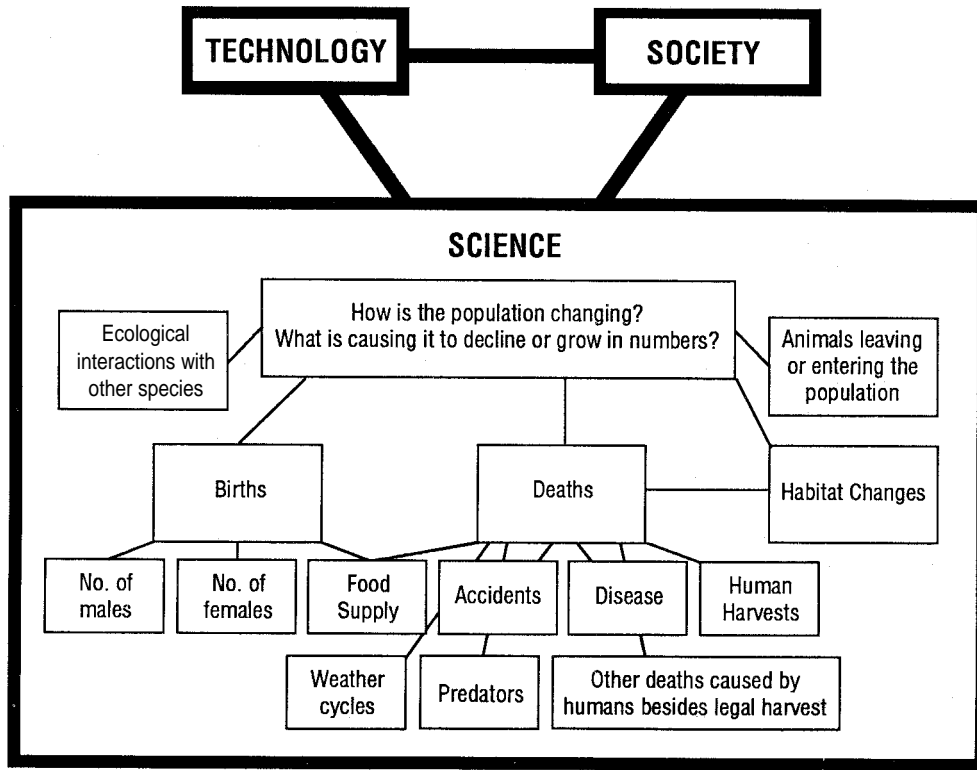 TECHNOLOGY
SOCIETY
SCIENCE
How is the population changing?
What is causing it to decline or grow in numbers?
Ecological
interactions with
other species
Animals leaving
or entering the
population
Births
Deaths
Habitat Changes
No. of
males
No. of
females
Food
Supply
Accidents
Disease
Human
Harvests
Weather
cycles
Predators
Other deaths caused by
humans besides legal harvest